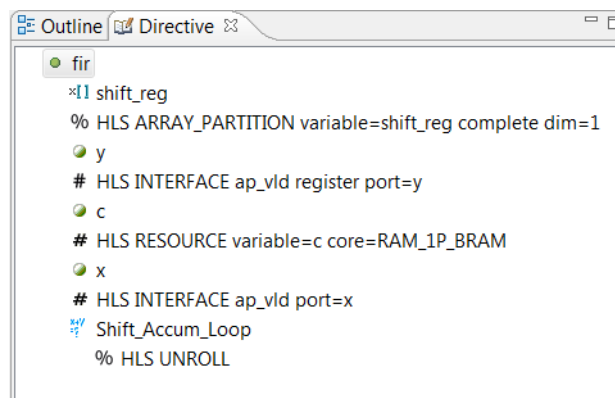 Outline Directive
fir
×[] shift_reg
% HLS ARRAY_PARTITION variable=shift_reg complete dim=1
y
# HLS INTERFACE ap_vld register port=y
c
# HLS RESOURCE variable=c core=RAM_1P_BRAM
x
# HLS INTERFACE ap_vld port=x
Shift_Accum_Loop
% HLS UNROLL